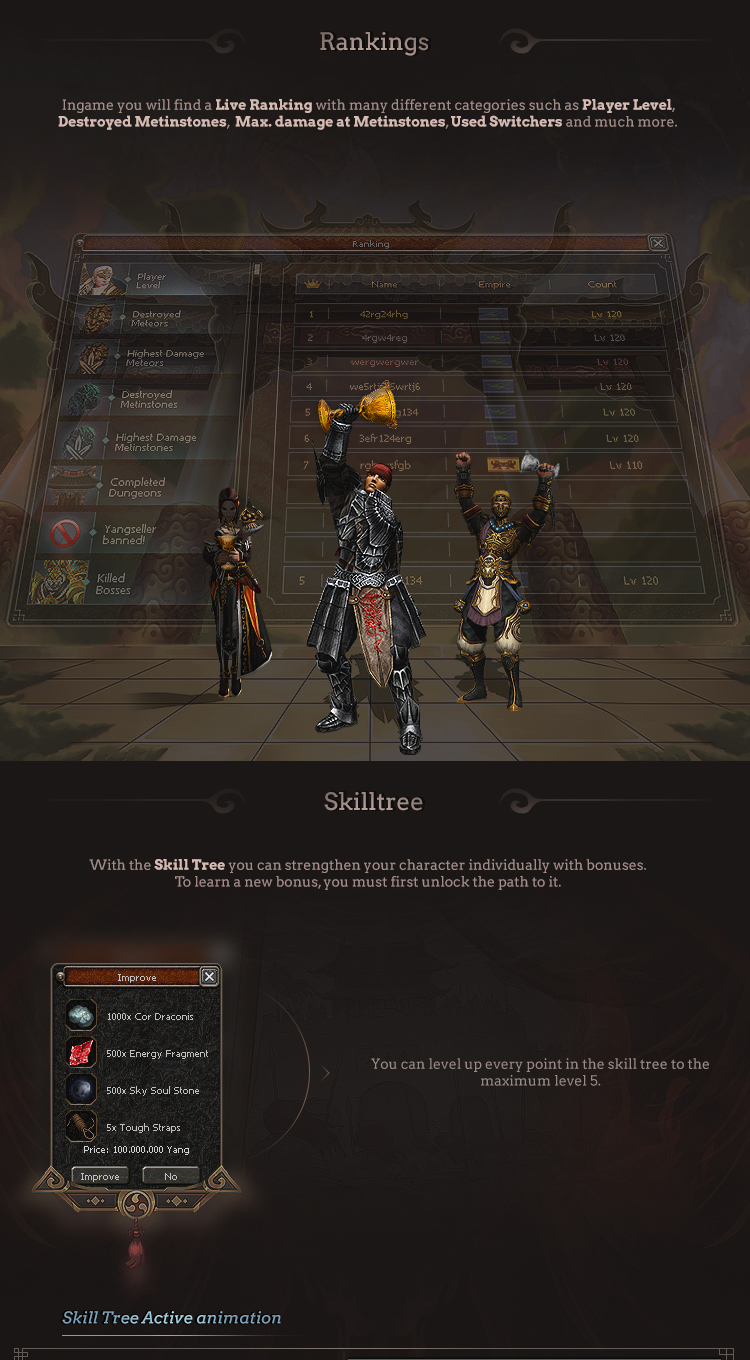 Rankings
Ingame you will find a Live Ranking with many different categories such as Player Level,
Destroyed Metinstones, Max. damage at Metinstones, Used Switchers and much more.
Ranking
Player
Level
Destroyed
Meteors
Highest Damage
Meteors
Destroyed
Metinstones
Highest Damage
Metinstones
Completed
Dungeons
Yangseller
banned!
Killed
Bosses
Name Empire Count
1 42rg24rhg Lv 120
2 4rgw4reg Lv 120
3 wergwergwer Lv 120
4 Lv 120
5 Lv 120
6 3efr124erg Lv 120
7 Lv 110
5 134 Lv 120
Skilltree
With the Skill Tree you can strengthen your character individually with bonuses.
To learn a new bonus, you must first unlock the path to it.
Improve
1000x Cor Draconis
500x Energy Fragment
500x Sky Soul Stone
5x Tough Straps
Price: 100.000.000 Yang
Improve No
You can level up every point in the skill tree to the
maximum level 5.
Skill Tree Active animation